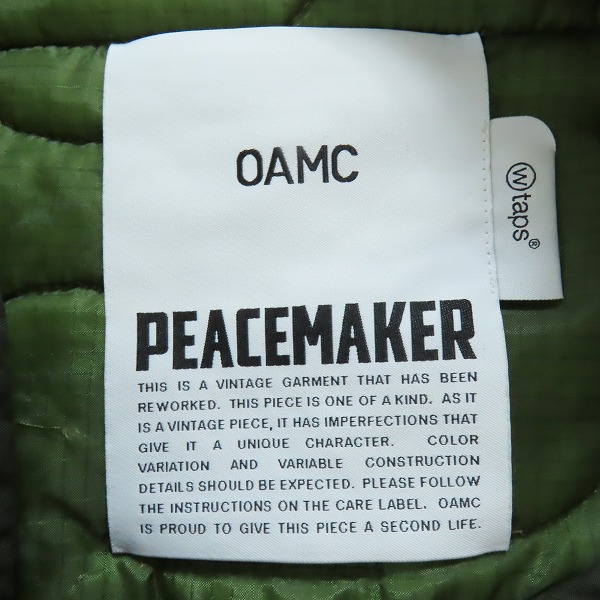 OAMC
PEACEMAKER
THIS IS A VINTAGE GARMENT THAT HAS BEEN
REWORKED. THIS PIECE IS ONE OF A KIND. AS IT
IS A VINTAGE PIECE, IT HAS IMPERFECTIONS THAT
GIVE IT A UNIQUE CHARACTER. COLOR
VARIATION AND VARIABLE CONSTRUCTION
DETAILS SHOULD BE EXPECTED. PLEASE FOLLOW
THE INSTRUCTIONS ON THE CARE LABEL. OAMC
IS PROUD TO GIVE THIS PIECE A SECOND LIFE.
Ⓦtaps®